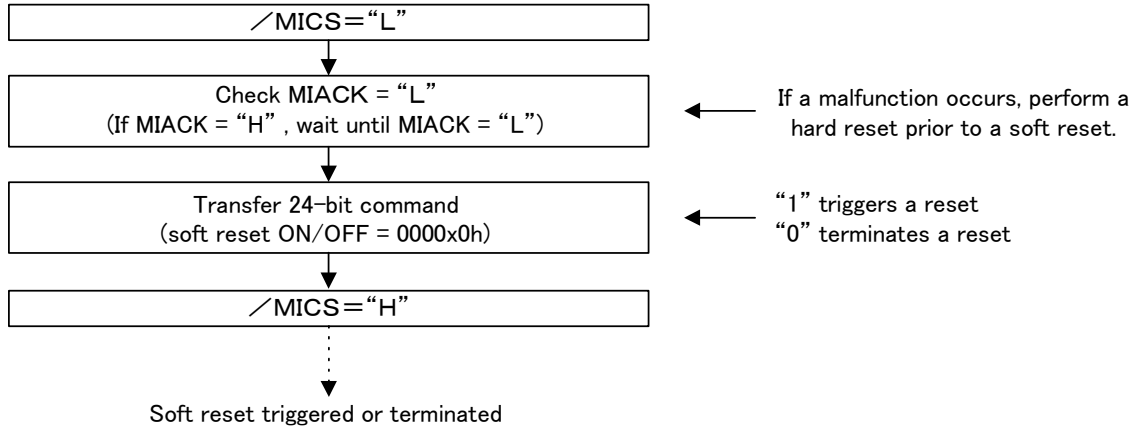 ／MICS＝“L”
Check MIACK = “L”
(If MIACK = “H” , wait until MIACK = “L”)
If a malfunction occurs, perform a
hard reset prior to a soft reset.
Transfer 24-bit command
(soft reset ON/OFF = 0000x0h)
“1” triggers a reset
“0” terminates a reset
／MICS＝“H”
Soft reset triggered or terminated